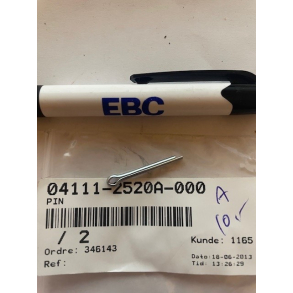 EBC
04111-2520A-000
PIN
/ 2
Ordre: 346143
Ref:
A
10,-
Kunde: 1165
Dato: 18-06-2013
Tid: 13:26:29